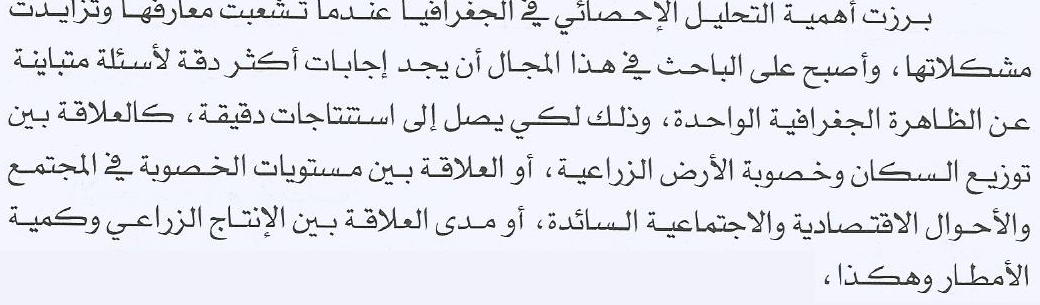 برزت أهمية التحليل الإحصائي في الجغرافيا عندما تشعبت معارفها وتزايدت
مشكلاتها، وأصبح على الباحث في هذا المجال أن يجد إجابات أكثر دقة لأسئلة متباينة
عن الظاهرة الجغرافية الواحدة، وذلك لكي يصل إلى استنتاجات دقيقة، كالعلاقة بين
توزيع السكان وخصوبة الأرض الزراعية، أو العلاقة بين مستويات الخصوبة في المجتمع
والأحوال الاقتصادية والاجتماعية السائدة، أو مدى العلاقة بين الإنتاج الزراعي وكمية
الأمطار وهكذا،